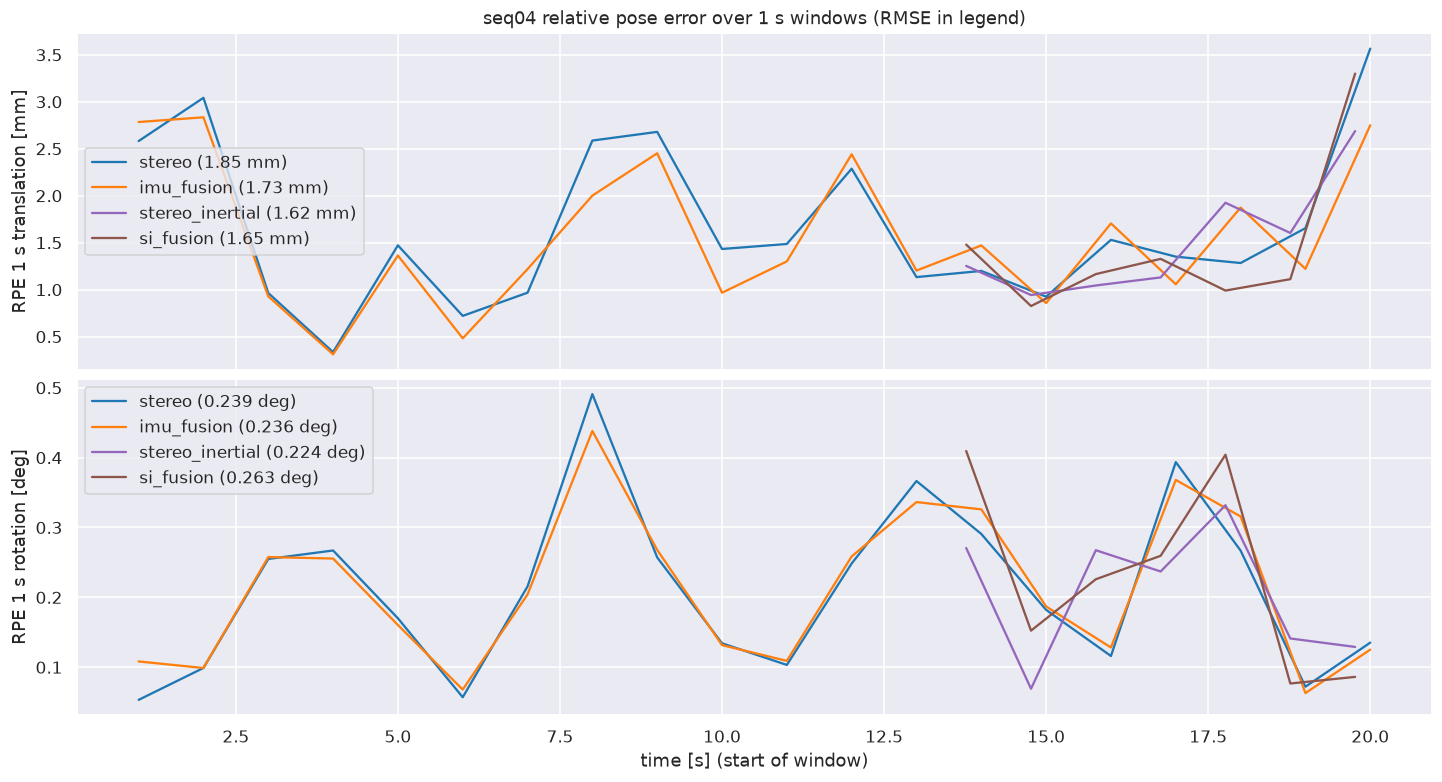 seq04 relative pose error over 1 s windows (RMSE in legend)
RPE 1 s translation [mm]
3.5
3.0
2.5
2.0
1.5
1.0
0.5
stereo (1.85 mm)
imu_fusion (1.73 mm)
stereo_inertial (1.62 mm)
si_fusion (1.65 mm)
RPE 1 s rotation [deg]
0.5
0.4
0.3
0.2
0.1
stereo (0.239 deg)
imu_fusion (0.236 deg)
stereo_inertial (0.224 deg)
si_fusion (0.263 deg)
2.5 5.0 7.5 10.0 12.5 15.0 17.5 20.0
time [s] (start of window)